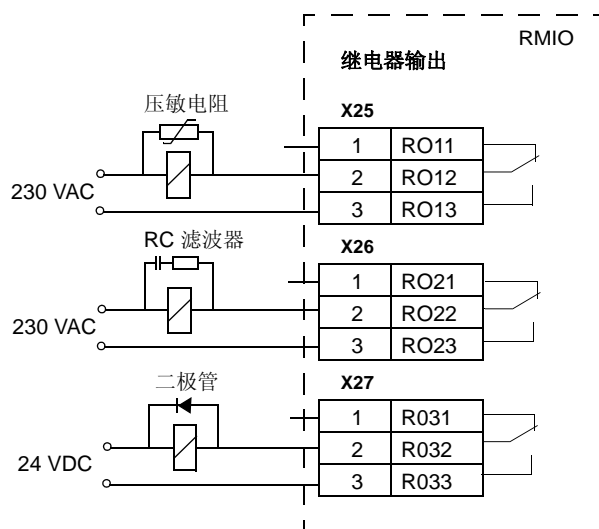 RMIO
继电器输出
压敏电阻
X25
1 RO11
2 RO12
3 RO13
230 VAC
RC 滤波器
X26
1 RO21
2 RO22
3 RO23
230 VAC
二极管
X27
1 R031
2 R032
3 R033
24 VDC